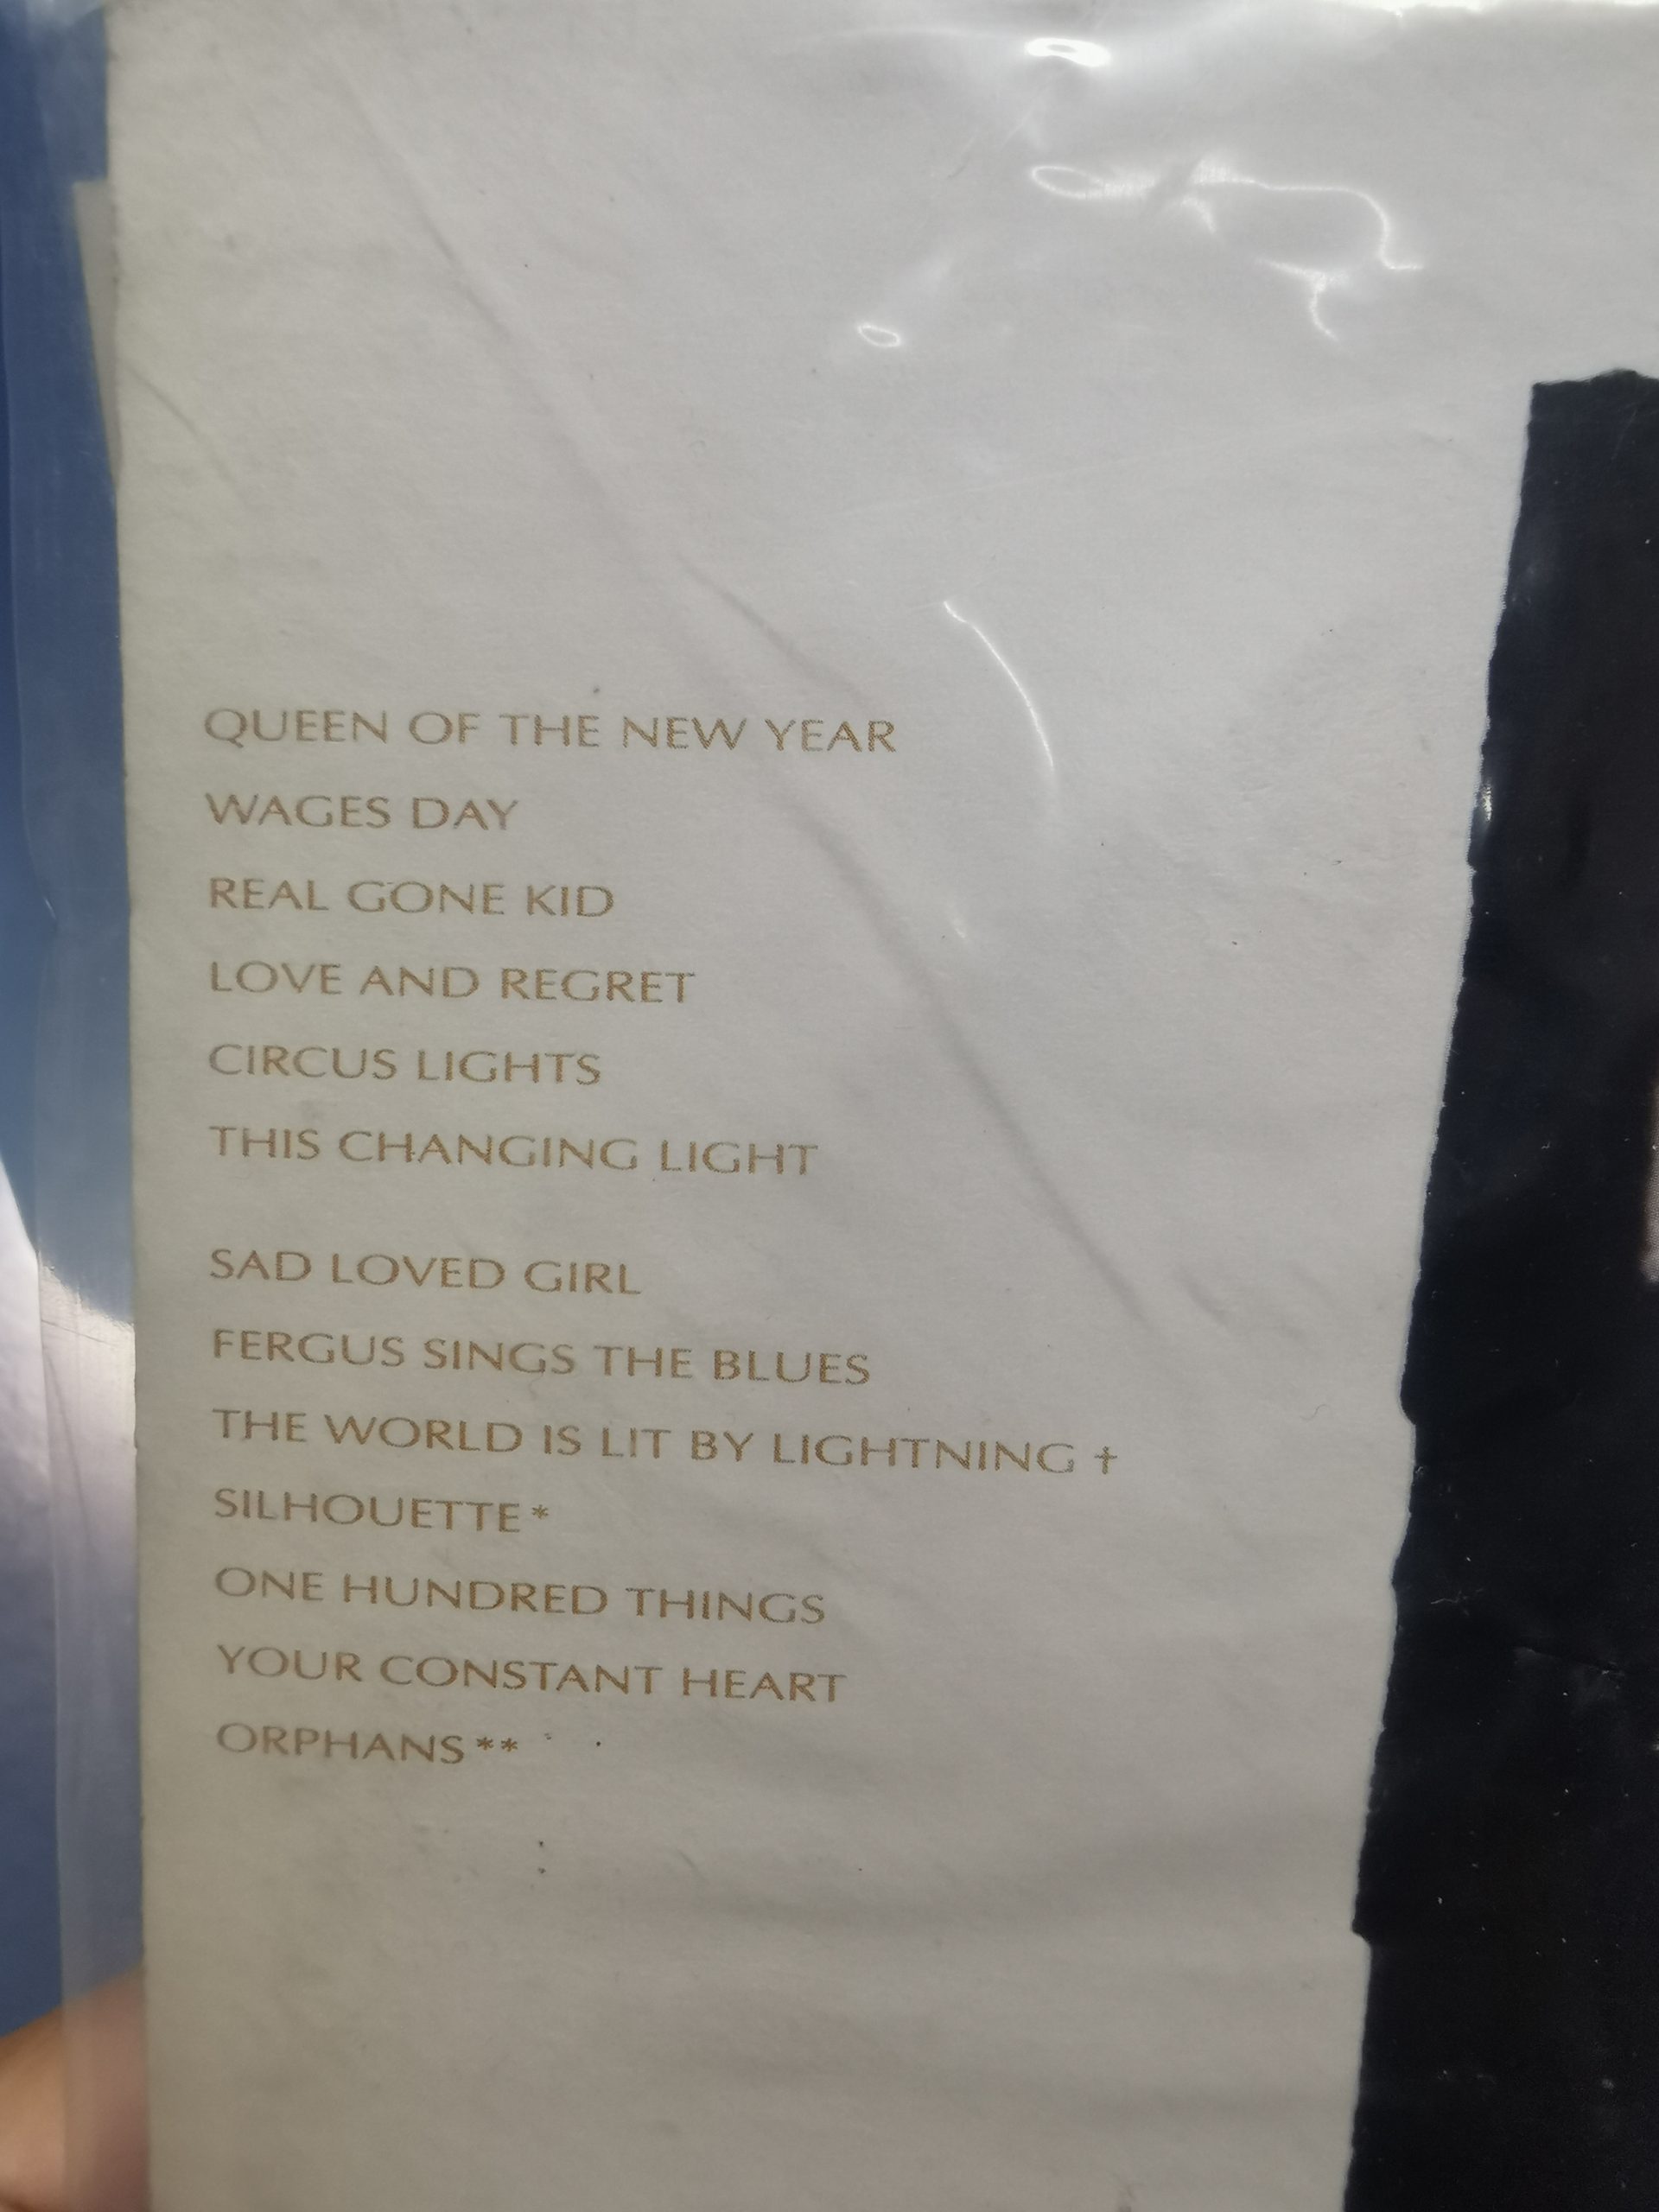 QUEEN OF THE NEW YEAR
WAGES DAY
REAL GONE KID
LOVE AND REGRET
CIRCUS LIGHTS
THIS CHANGING LIGHT
SAD LOVED GIRL
FERGUS SINGS THE BLUES
THE WORLD IS LIT BY LIGHTNING †
SILHOUETTE *
ONE HUNDRED THINGS
YOUR CONSTANT HEART
ORPHANS **